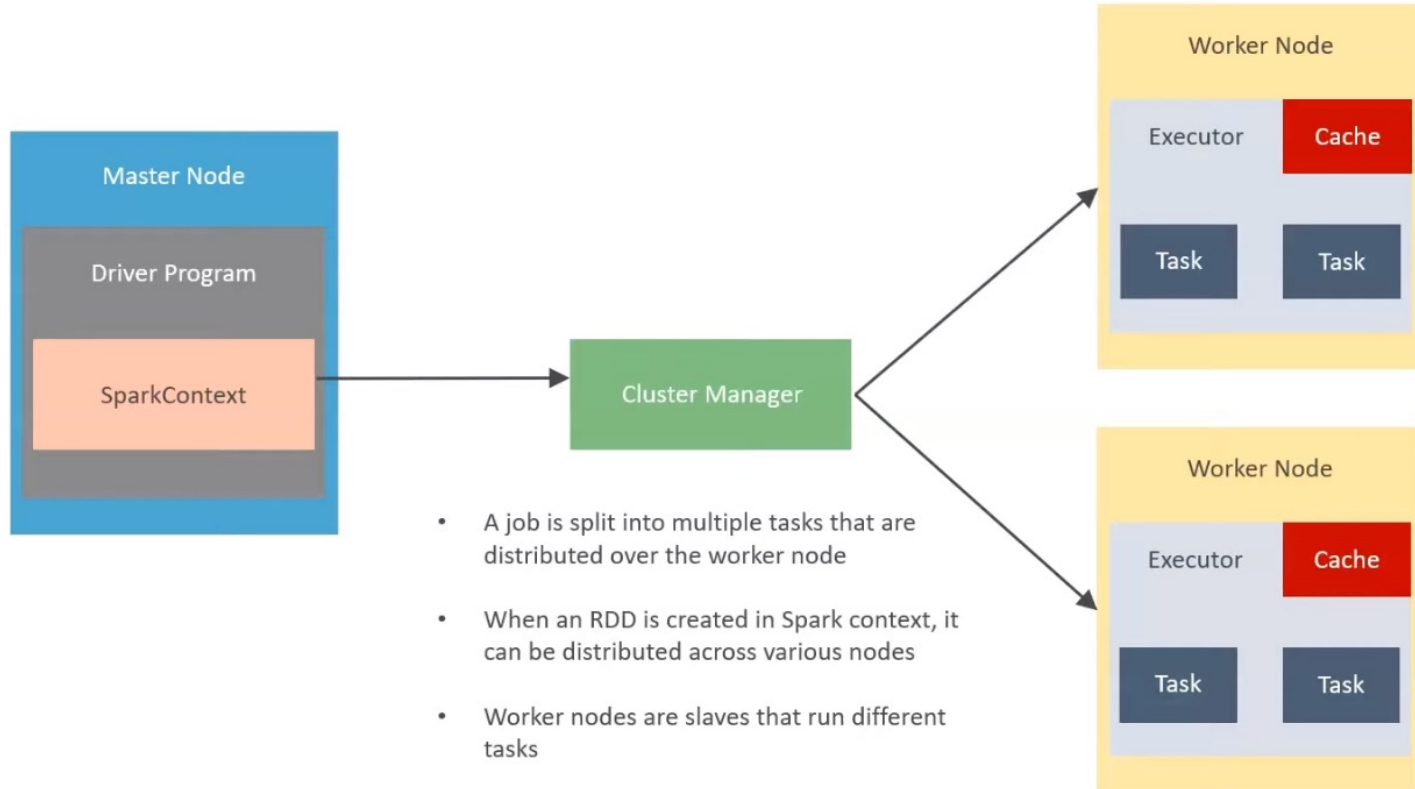 Master Node
Driver Program
SparkContext
Cluster Manager
• A job is split into multiple tasks that are
distributed over the worker node
• When an RDD is created in Spark context, it
can be distributed across various nodes
• Worker nodes are slaves that run different
tasks
Worker Node
Executor Cache
Task Task
Worker Node
Executor Cache
Task Task